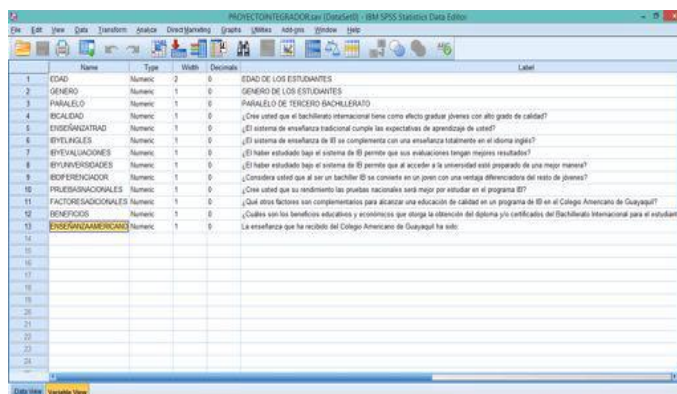 PROYECTOINTEGRADOR.sav [DataSet0] - IBM SPSS Statistics Data Editor
File Edit View Data Transform Analyze Direct Marketing Graphs Utilities Add-ons Window Help
Name Type Width Decimals Label
1 EDAD Numeric 2 0 EDAD DE LOS ESTUDIANTES
2 GENERO Numeric 1 0 GENERO DE LOS ESTUDIANTES
3 PARALELO Numeric 1 0 PARALELO DE TERCERO BACHILLERATO
4 IBCALIDAD Numeric 1 0 ¿Cree usted que el bachillerato internacional tiene como efecto graduar jóvenes con alto grado de calidad?
5 ENSEÑANZATRAD Numeric 1 0 ¿El sistema de enseñanza tradicional cumple las expectativas de aprendizaje de usted?
6 IBYELINGLES Numeric 1 0 ¿El sistema de enseñanza de IB se complementa con una enseñanza totalmente en el idioma inglés?
7 IBYEVALUACIONES Numeric 1 0 ¿El haber estudiado bajo el sistema de IB permite que sus evaluaciones tengan mejores resultados?
8 IBYUNIVERSIDADES Numeric 1 0 ¿El haber estudiado bajo el sistema de IB permite que al acceder a la universidad esté preparado de una mejor manera?
9 IBDIFERENCIADOR Numeric 1 0 ¿Considera usted que al ser un bachiller IB se convierte en un joven con una ventaja diferenciadora del resto de jóvenes?
10 PRUEBASNACIONALES Numeric 1 0 ¿Cree usted que su rendimiento las pruebas nacionales será mejor por estudiar en el programa IB?
11 FACTORESADICIONALES Numeric 1 0 ¿Qué otros factores son complementarios para alcanzar una educación de calidad en un programa de IB en el Colegio Americano de Guayaquil?
12 BENEFICIOS Numeric 1 0 ¿Cuáles son los beneficios educativos y económicos que otorga la obtención del diploma y/o certificados del Bachillerato Internacional para el estudiant
13 ENSEÑANZAAMERICANO Numeric 1 0 La enseñanza que ha recibido del Colegio Americano de Guayaquil ha sido:
14
15
16
17
18
19
20
21
22
23
24
Data View Variable View